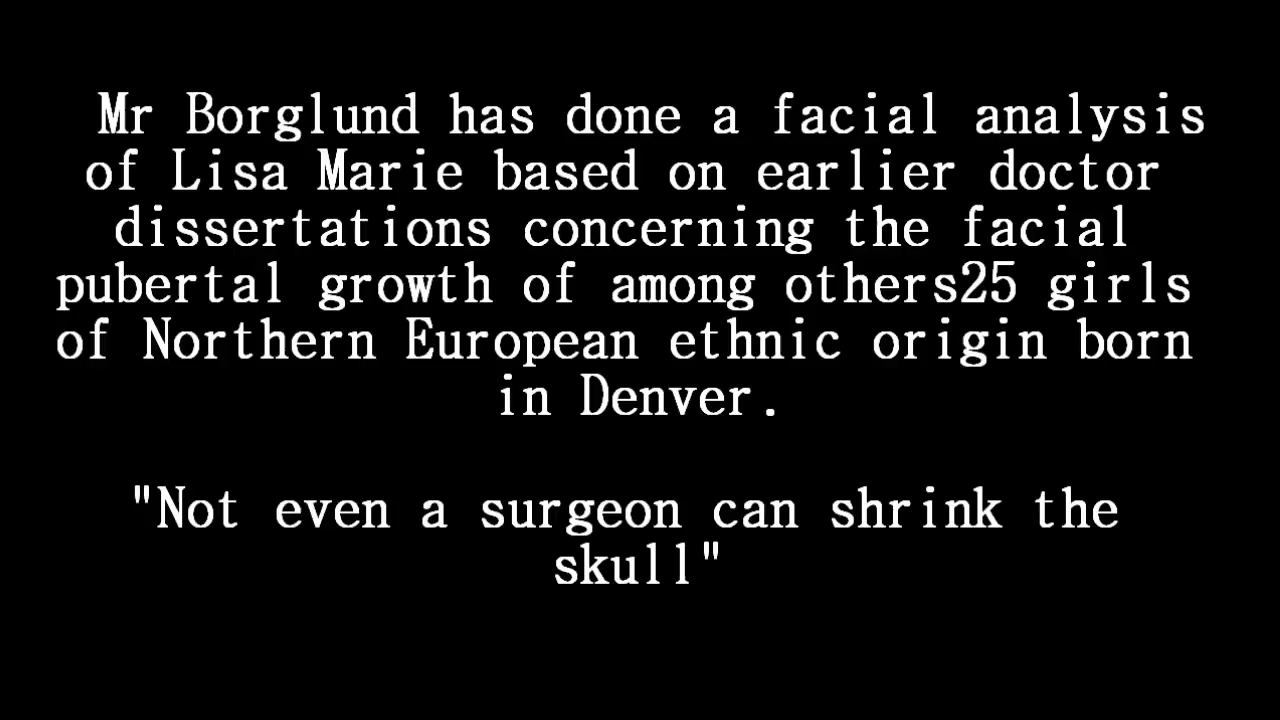 Mr Borglund has done a facial analysis
of Lisa Marie based on earlier doctor
dissertations concerning the facial
pubertal growth of among others25 girls
of Northern European ethnic origin born
in Denver.
"Not even a surgeon can shrink the
skull"